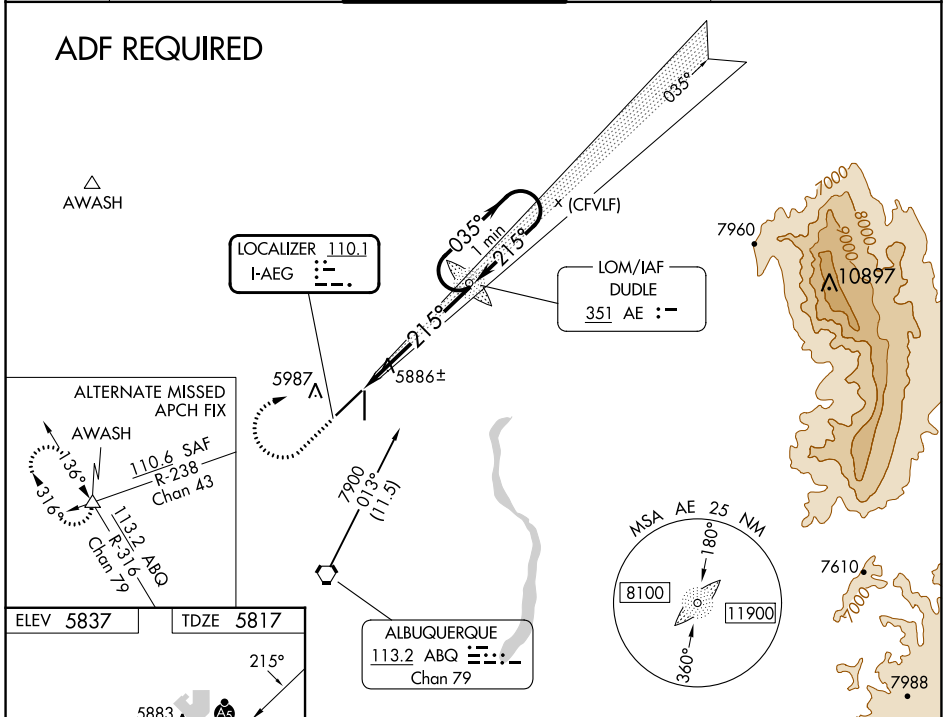 ADF REQUIRED
035°
AWASH
(CFVLF)
7000
8000
9000
7960
10897
LOCALIZER 110.1
I-AEG
035°
1 min
215°
LOM/IAF
DUDLE
351 AE
215°
5886±
5987
ALTERNATE MISSED
APCH FIX
AWASH
136°
316°
110.6 SAF
R-238
Chan 43
113.2 ABQ
R-316
Chan 79
7900
013°
(11.5)
MSA AE 25 NM
180°
8100
11900
360°
7610
7000
7988
ALBUQUERQUE
113.2 ABQ
Chan 79
ELEV 5837
TDZE 5817
215°
5883
A5